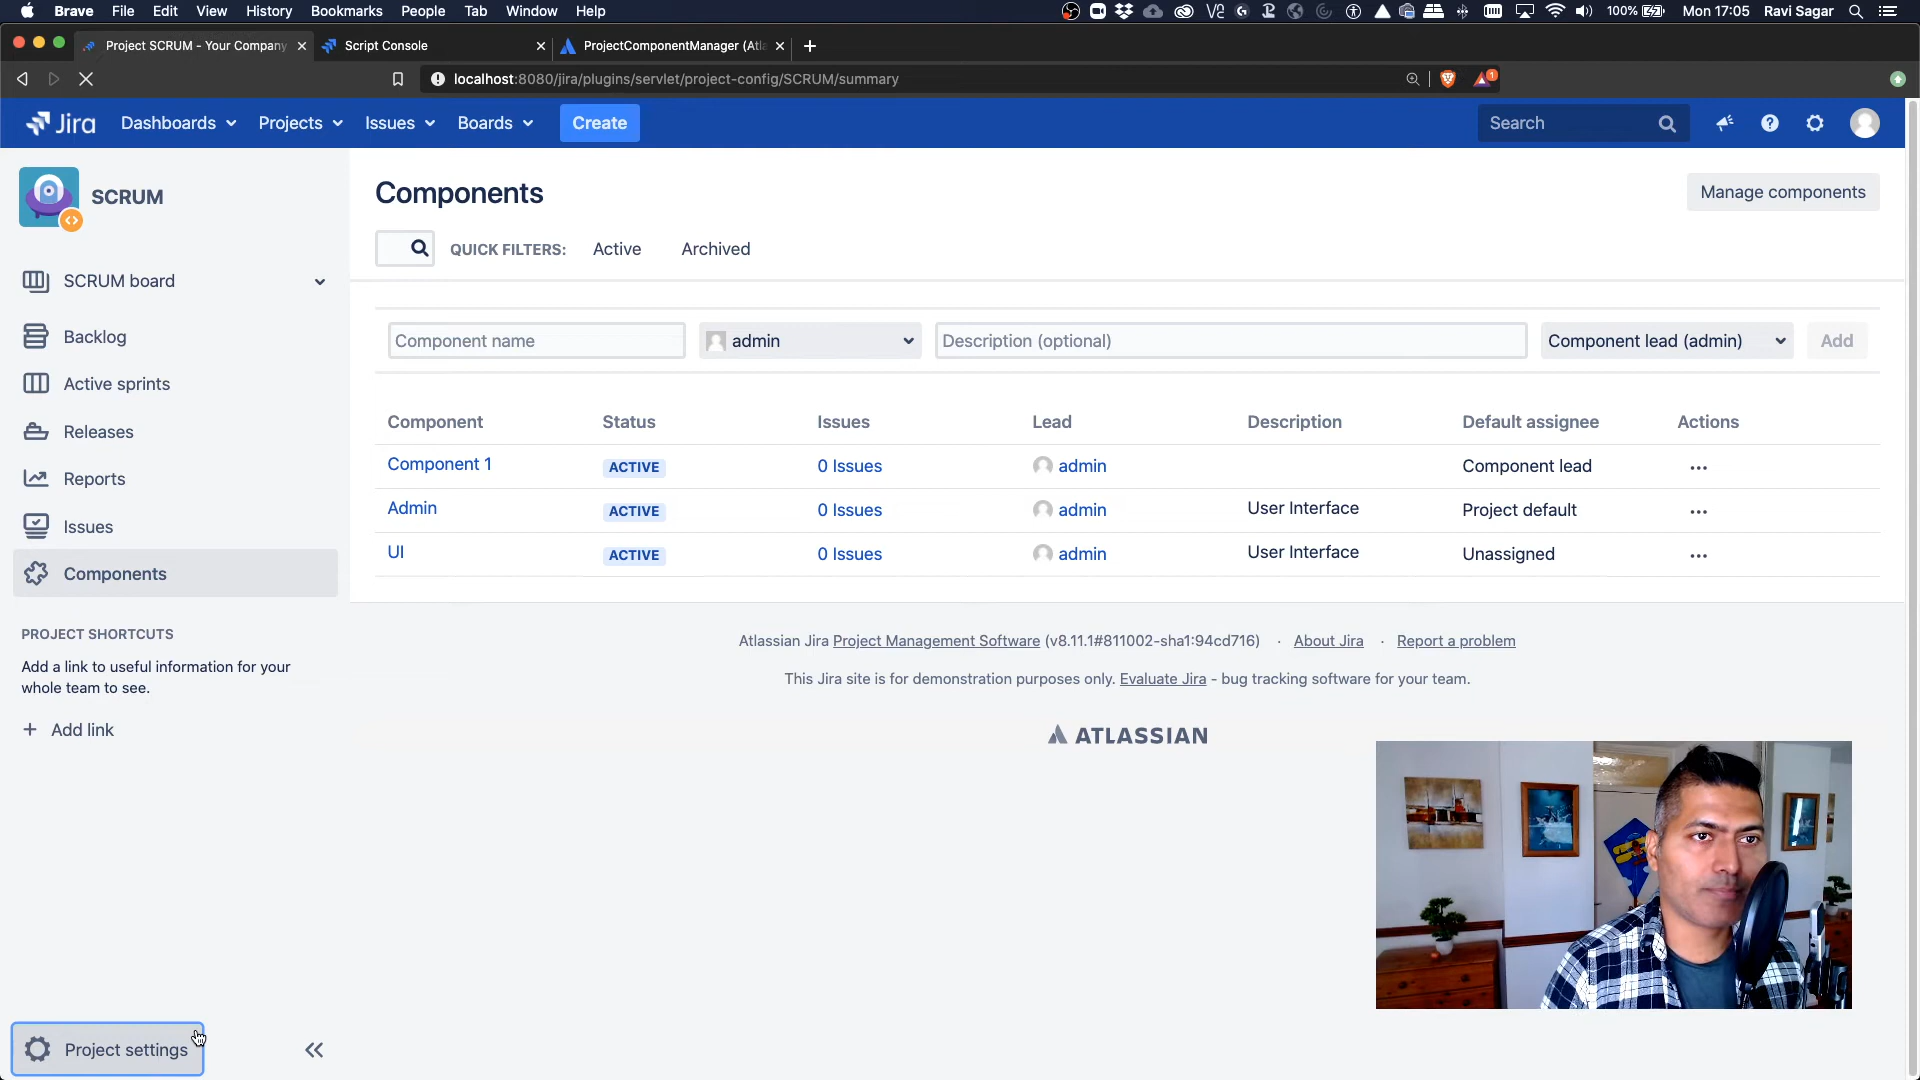 Brave File Edit View History Bookmarks People Tab Window Help 100% Mon 17:05 Ravi Sagar
Project SCRUM - Your Company Script Console ProjectComponentManager (Atla
localhost:8080/jira/plugins/servlet/project-config/SCRUM/summary 1
Jira Dashboards Projects Issues Boards Create Search
SCRUM
Components
Manage components
QUICK FILTERS: Active Archived
SCRUM board
Backlog
Active sprints
Releases
Reports
Issues
Components
PROJECT SHORTCUTS
Add a link to useful information for your
whole team to see.
+ Add link
Project settings
Component name admin Description (optional) Component lead (admin) Add
Component Status Issues Lead Description Default assignee Actions
Component 1 ACTIVE 0 Issues admin Component lead ...
Admin ACTIVE 0 Issues admin User Interface Project default ...
UI ACTIVE 0 Issues admin User Interface Unassigned ...
Atlassian Jira Project Management Software (v8.11.1#811002-sha1:94cd716) · About Jira · Report a problem
This Jira site is for demonstration purposes only. Evaluate Jira - bug tracking software for your team.
ATLASSIAN